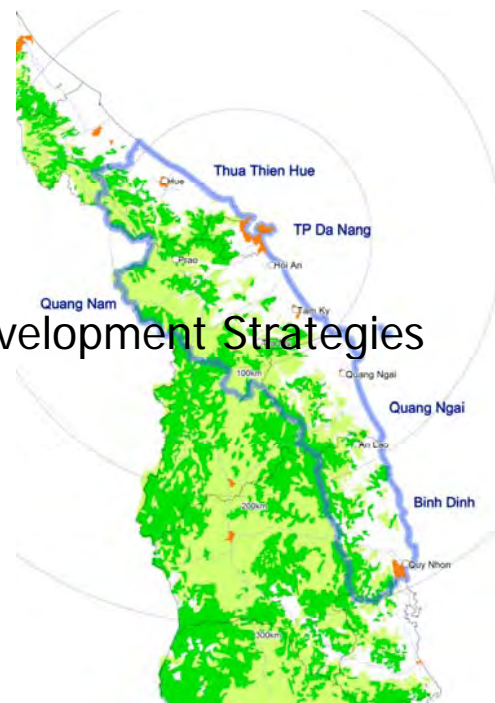 Thua Thien Hue
Hue
TP Da Nang
Hoi An
Prao
Quang Nam
Tam Ky
velopment Strategies
100km
Quang Ngai
Quang Ngai
An Lao
200km
Binh Dinh
Quy Nhon
300km